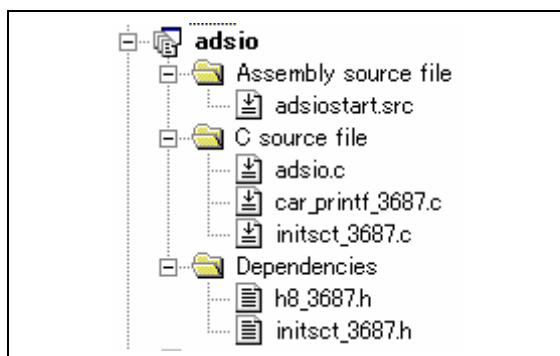 adsio
Assembly source file
adsiostart.src
C source file
adsio.c
car_printf_3687.c
initsct_3687.c
Dependencies
h8_3687.h
initsct_3687.h